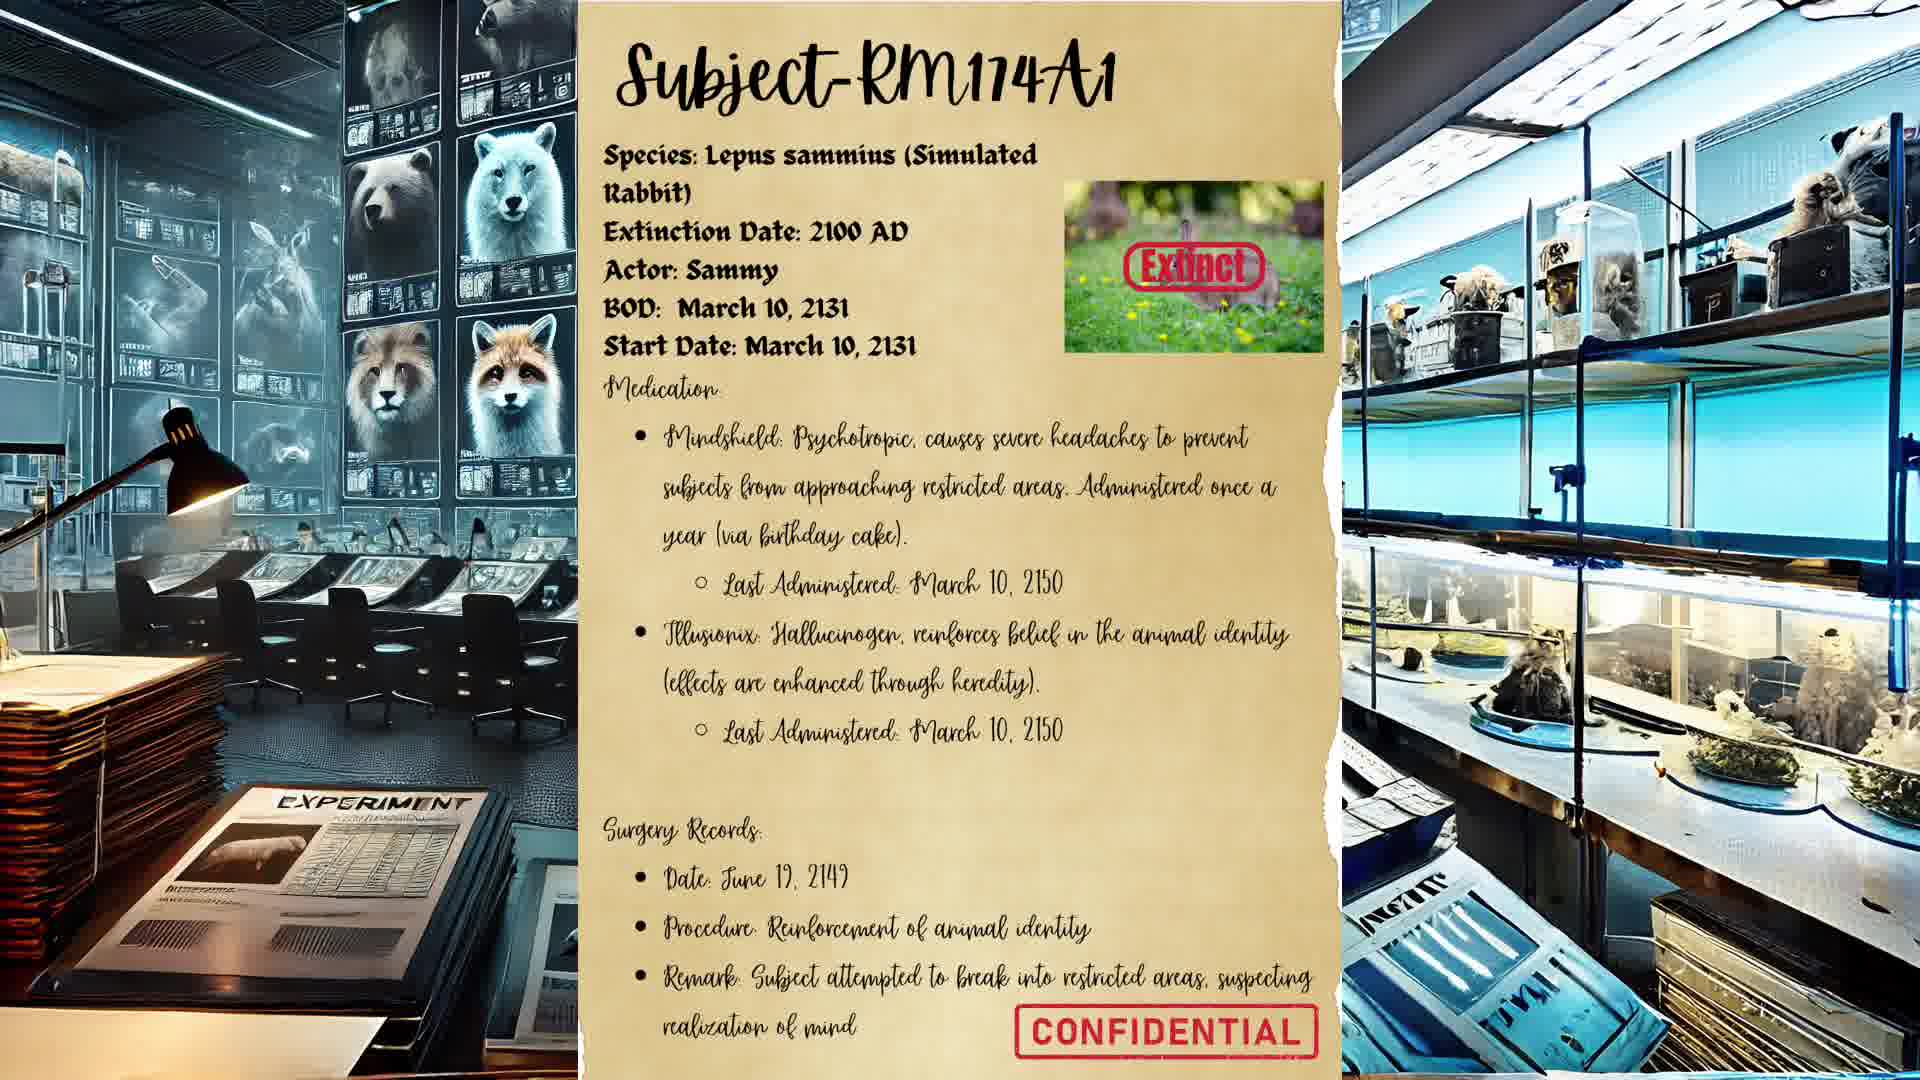 Subject-RM174A1
Species: Lepus sammius (Simulated
Rabbit)
Extinction Date: 2100 AD
Actor: Sammy
BOD: March 10, 2131
Start Date: March 10, 2131
Extinct
Medication:
Mindshield: Psychotropic, causes severe headaches to prevent
subjects from approaching restricted areas. Administered once a
year (via birthday cake).
Last Administered: March 10, 2150
Illusionix: Hallucinogen, reinforces belief in the animal identity
(effects are enhanced through heredity).
Last Administered: March 10, 2150
Surgery Records:
Date: June 19, 2149
Procedure: Reinforcement of animal identity
Remark: Subject attempted to break into restricted areas, suspecting
realization of mind
CONFIDENTIAL
EXPERIMENT